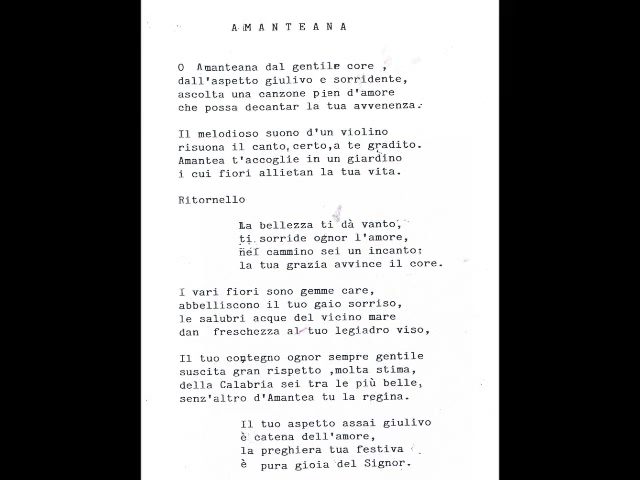 A M A N T E A N A
O Amanteana dal gentile core ,
dall'aspetto giulivo e sorridente,
ascolta una canzone pien d'amore
che possa decantar la tua avvenenza.
Il melodioso suono d'un violino
risuona il canto,certo,a te gradito.
Amantea t'accoglie in un giardino
i cui fiori allietan la tua vita.
Ritornello
La bellezza ti dà vanto,
ti sorride ognor l'amore,
nel cammino sei un incanto:
la tua grazia avvince il core.
I vari fiori sono gemme care,
abbelliscono il tuo gaio sorriso,
le salubri acque del vicino mare
dan freschezza al tuo legiadro viso,
Il tuo contegno ognor sempre gentile
suscita gran rispetto ,molta stima,
della Calabria sei tra le più belle,
senz'altro d'Amantea tu la regina.
Il tuo aspetto assai giulivo
è catena dell'amore,
la preghiera tua festiva
è pura gioia del Signor.